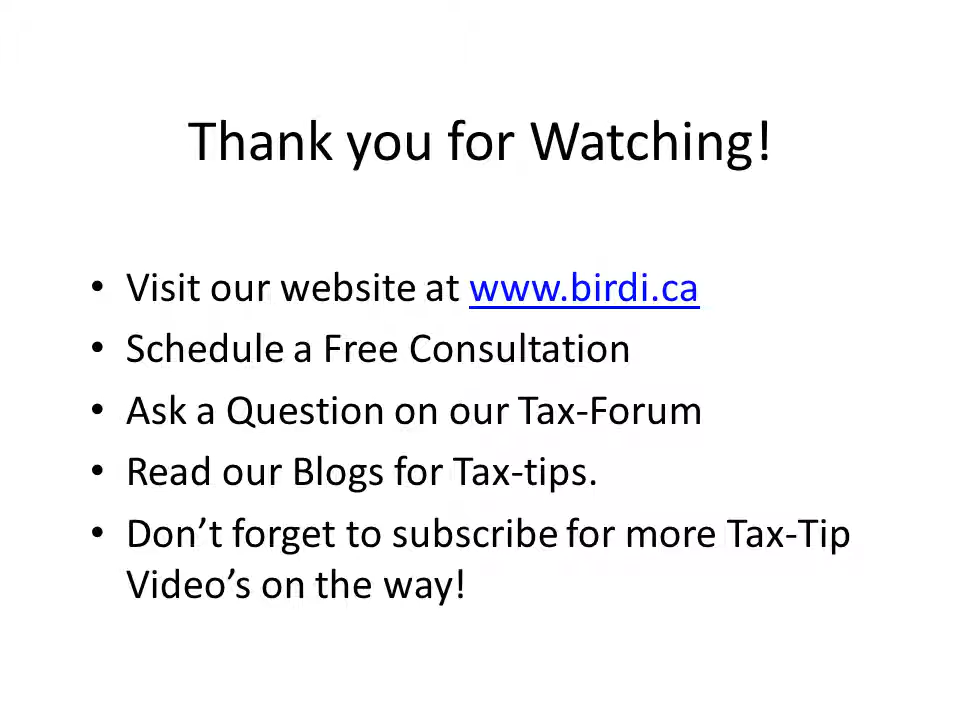 Thank you for Watching!
• Visit our website at www.birdi.ca
• Schedule a Free Consultation
• Ask a Question on our Tax-Forum
• Read our Blogs for Tax-tips.
• Don’t forget to subscribe for more Tax-Tip
Video’s on the way!